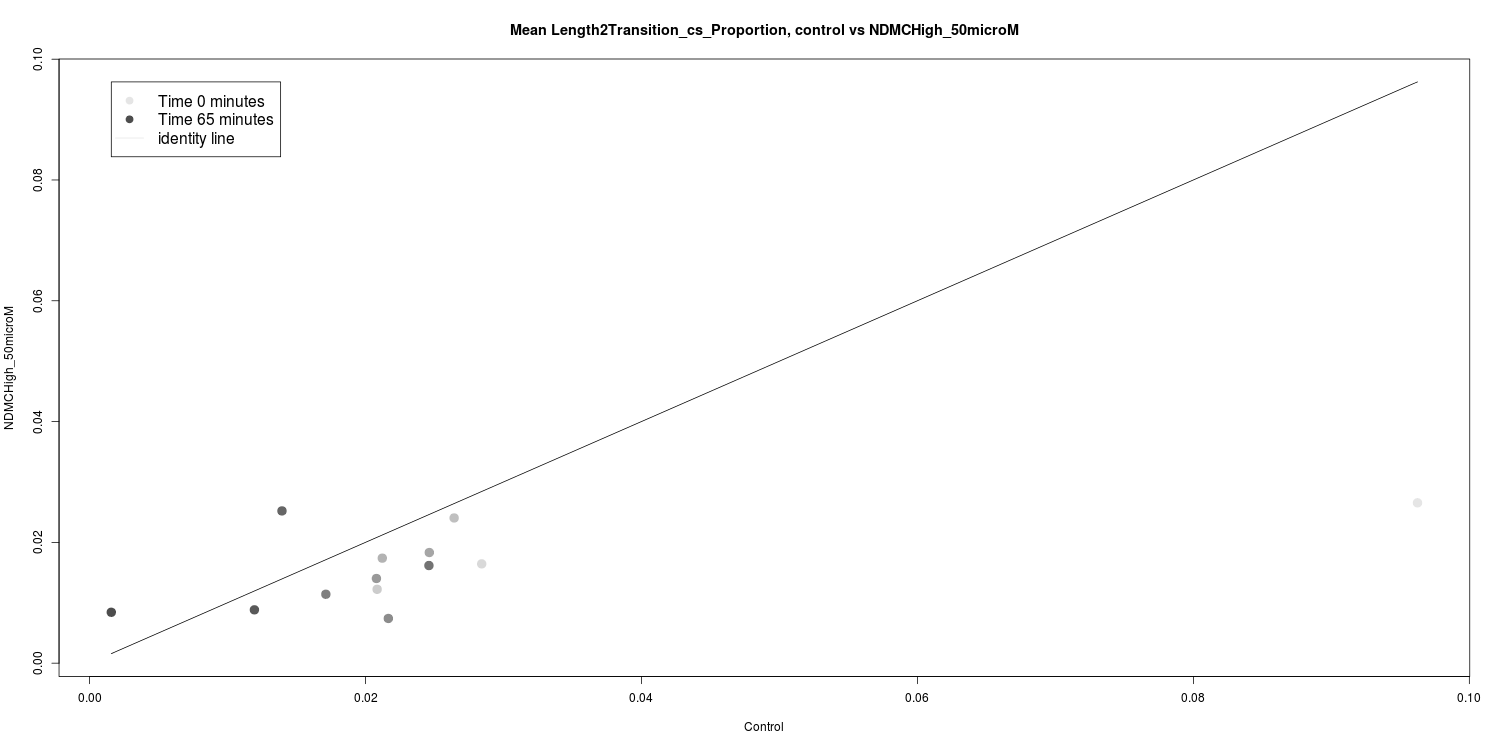 Mean Length2Transition_cs_Proportion, control vs NDMCHigh_50microM
Time 0 minutes
Time 65 minutes
identity line
NDMCHigh_50microM
0.10
0.08
0.06
0.04
0.02
0.00
0.00 0.02 0.04 0.06 0.08 0.10
Control